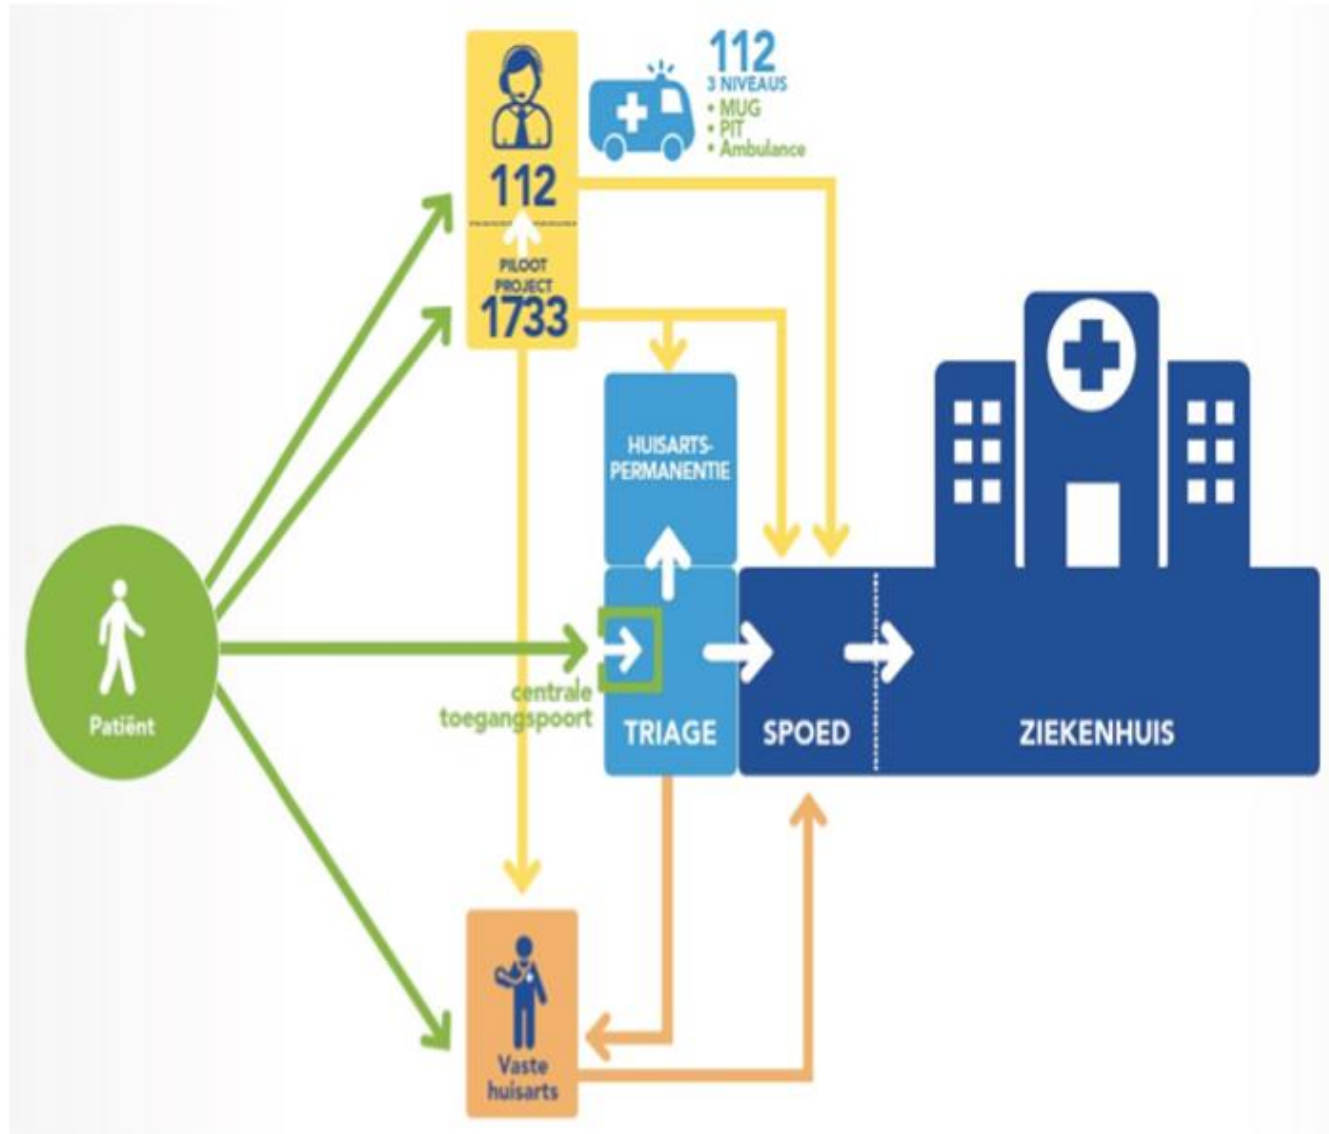 112
3 NIVEAUS
• MUG
• PIT
• Ambulance
112
PILOOT
PROJECT
1733
HUISARTS-
PERMANENTIE
Patiënt
centrale
toegangspoort
TRIAGE
SPOED
ZIEKENHUIS
Vaste
huisarts